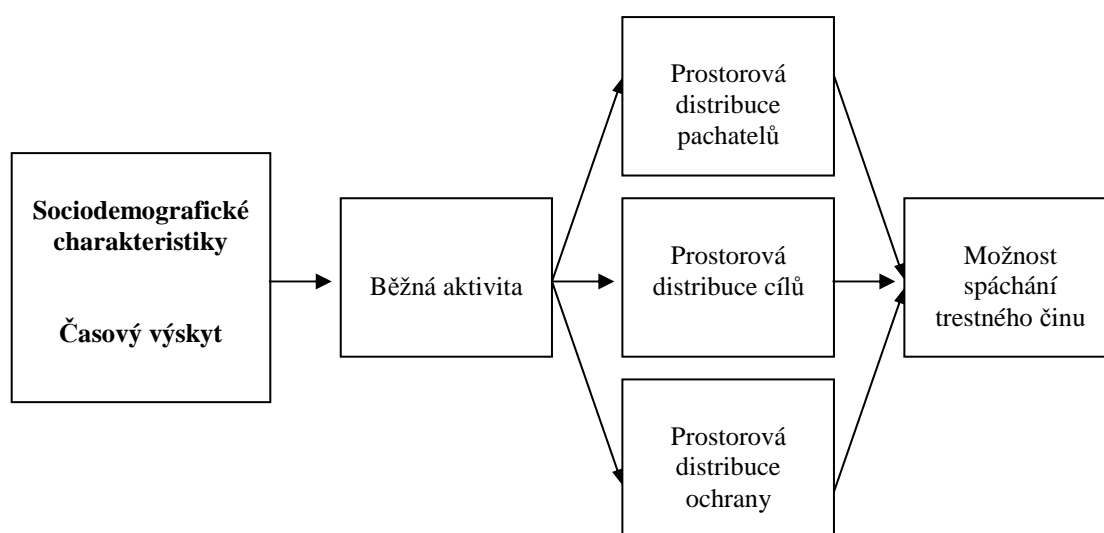 Sociodemografické
charakteristiky
Časový výskyt
Běžná aktivita
Prostorová
distribuce
pachatelů
Prostorová
distribuce cílů
Prostorová
distribuce
ochrany
Možnost
spáchání
trestného činu